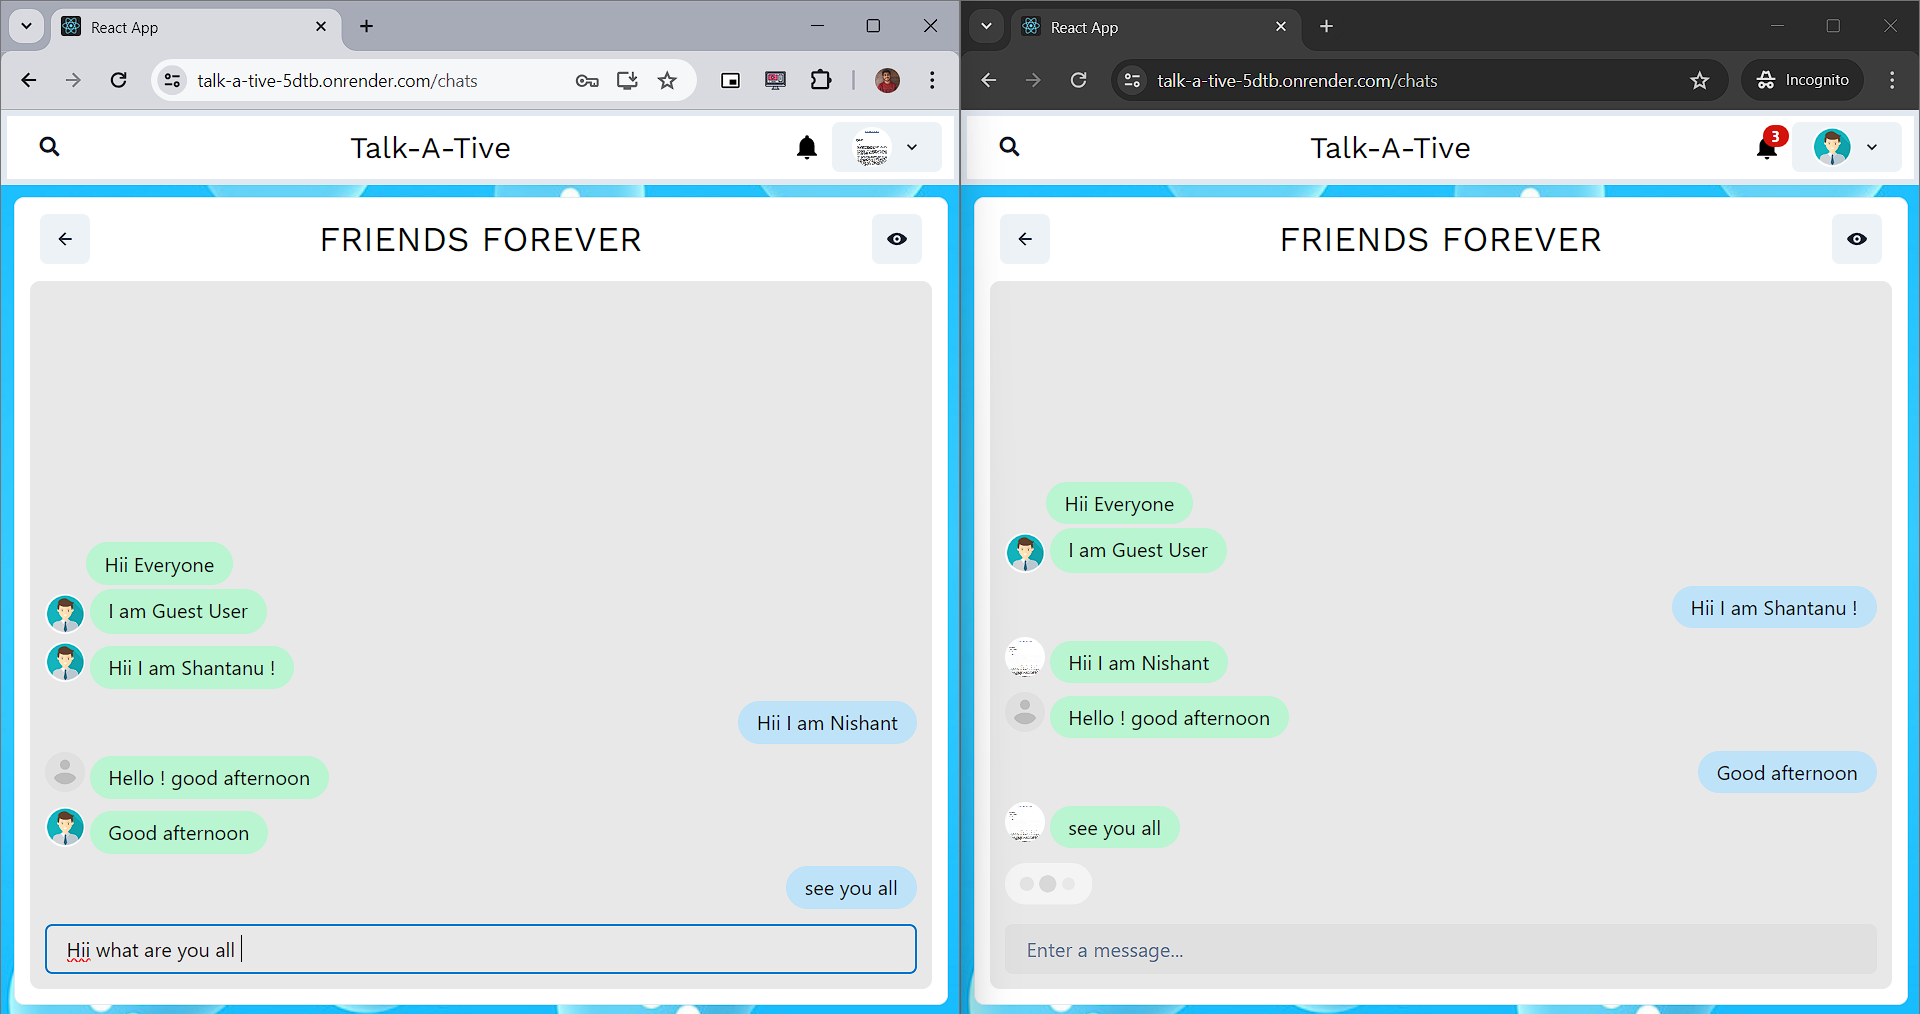 React App
talk-a-tive-5dtb.onrender.com/chats
Talk-A-Tive
FRIENDS FOREVER
Hii Everyone
I am Guest User
Hii I am Shantanu !
Hii I am Nishant
Hello ! good afternoon
Good afternoon
see you all
Hii what are you all
React App
talk-a-tive-5dtb.onrender.com/chats
Incognito
Talk-A-Tive
3
FRIENDS FOREVER
Hii Everyone
I am Guest User
Hii I am Shantanu !
Hii I am Nishant
Hello ! good afternoon
Good afternoon
see you all
Enter a message...